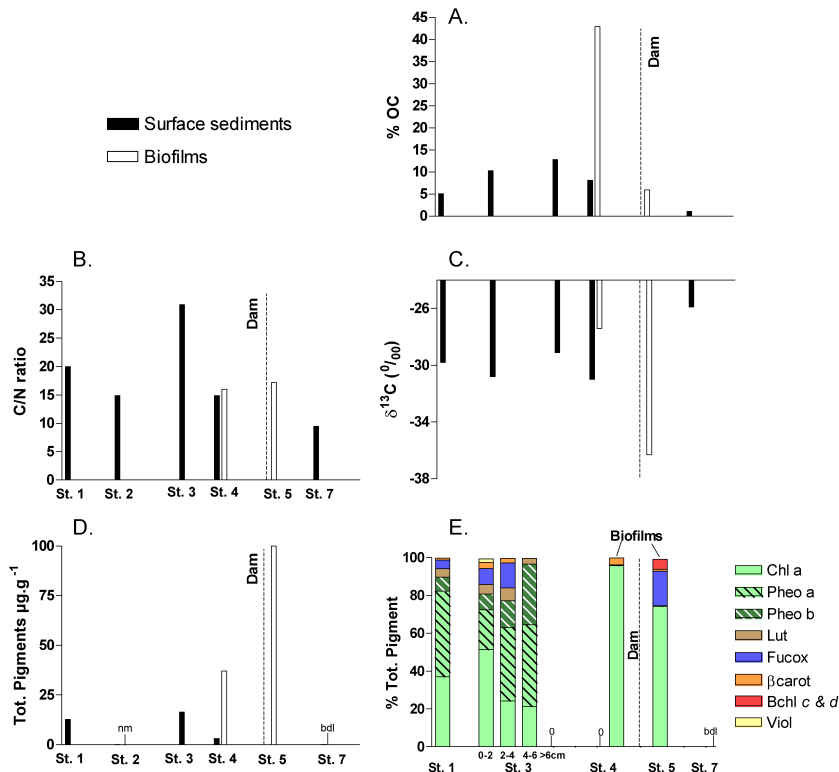 A.
45
40
35
30
25
20
15
10
5
0
% OC
Dam
Surface sediments
Biofilms
B.
35
30
25
20
15
10
5
0
C/N ratio
Dam
St. 1
St. 2
St. 3
St. 4
St. 5
St. 7
C.
-26
-30
-34
-38
δ13C (0/00)
D.
100
75
50
25
0
Tot. Pigments µg.g-1
Dam
nm
bdl
St. 1
St. 2
St. 3
St. 4
St. 5
St. 7
E.
Biofilms
100
80
60
40
20
0
% Tot. Pigment
Dam
0
0
bdl
0-2
2-4
4-6
>6cm
St. 1
St. 3
St. 4
St. 5
St. 7
Chl a
Pheo a
Pheo b
Lut
Fucox
βcarot
Bchl c & d
Viol